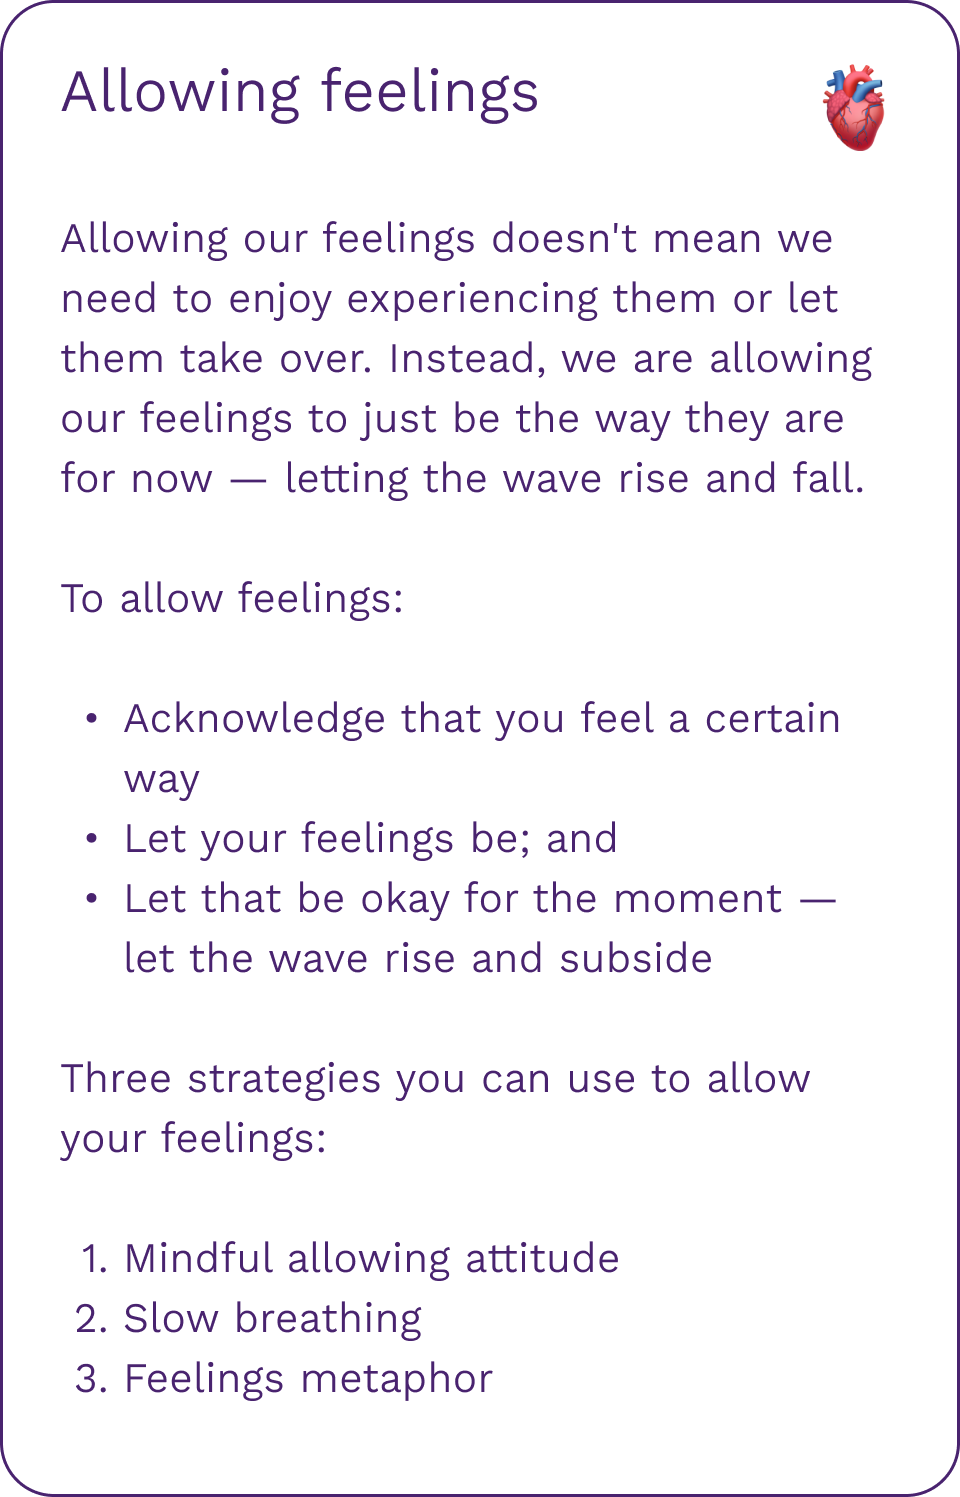 Allowing feelings
Allowing our feelings doesn't mean we
need to enjoy experiencing them or let
them take over. Instead, we are allowing
our feelings to just be the way they are
for now — letting the wave rise and fall.
To allow feelings:
• Acknowledge that you feel a certain
way
• Let your feelings be; and
• Let that be okay for the moment —
let the wave rise and subside
Three strategies you can use to allow
your feelings:
1. Mindful allowing attitude
2. Slow breathing
3. Feelings metaphor